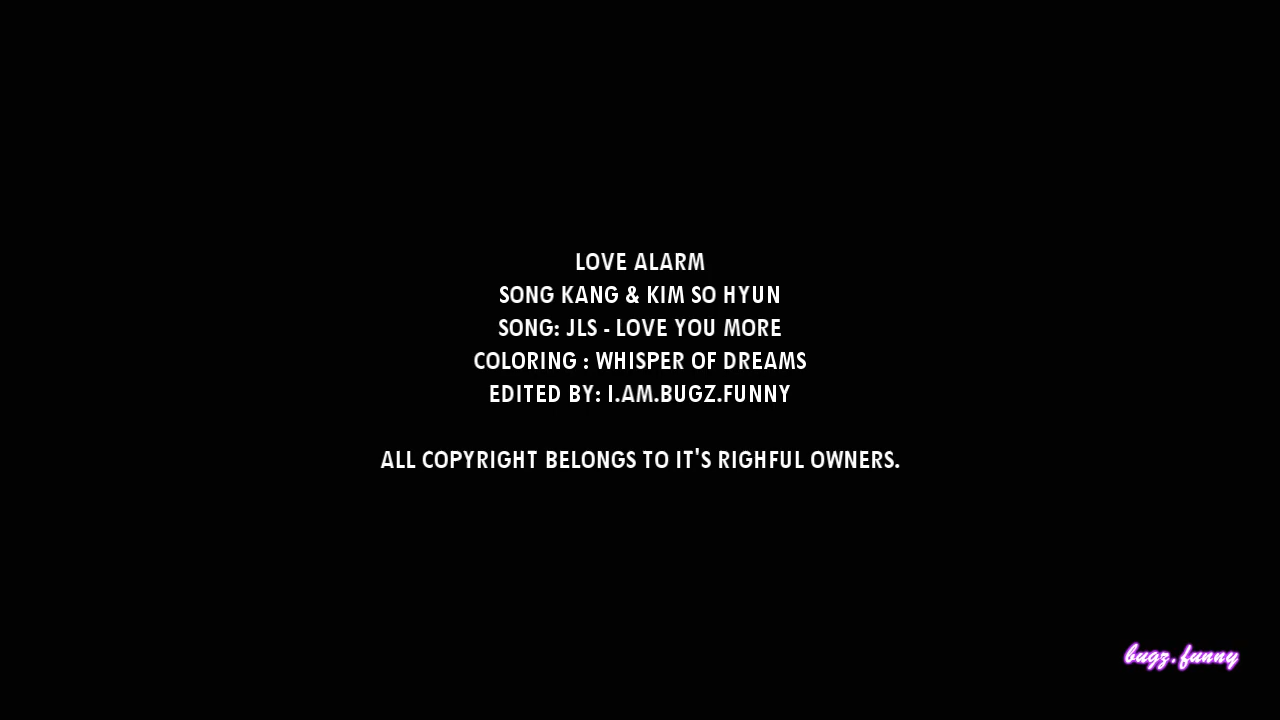 LOVE ALARM
SONG KANG & KIM SO HYUN
SONG: JLS - LOVE YOU MORE
COLORING : WHISPER OF DREAMS
EDITED BY: I.AM.BUGZ.FUNNY
ALL COPYRIGHT BELONGS TO IT'S RIGHFUL OWNERS.
bugz.funny